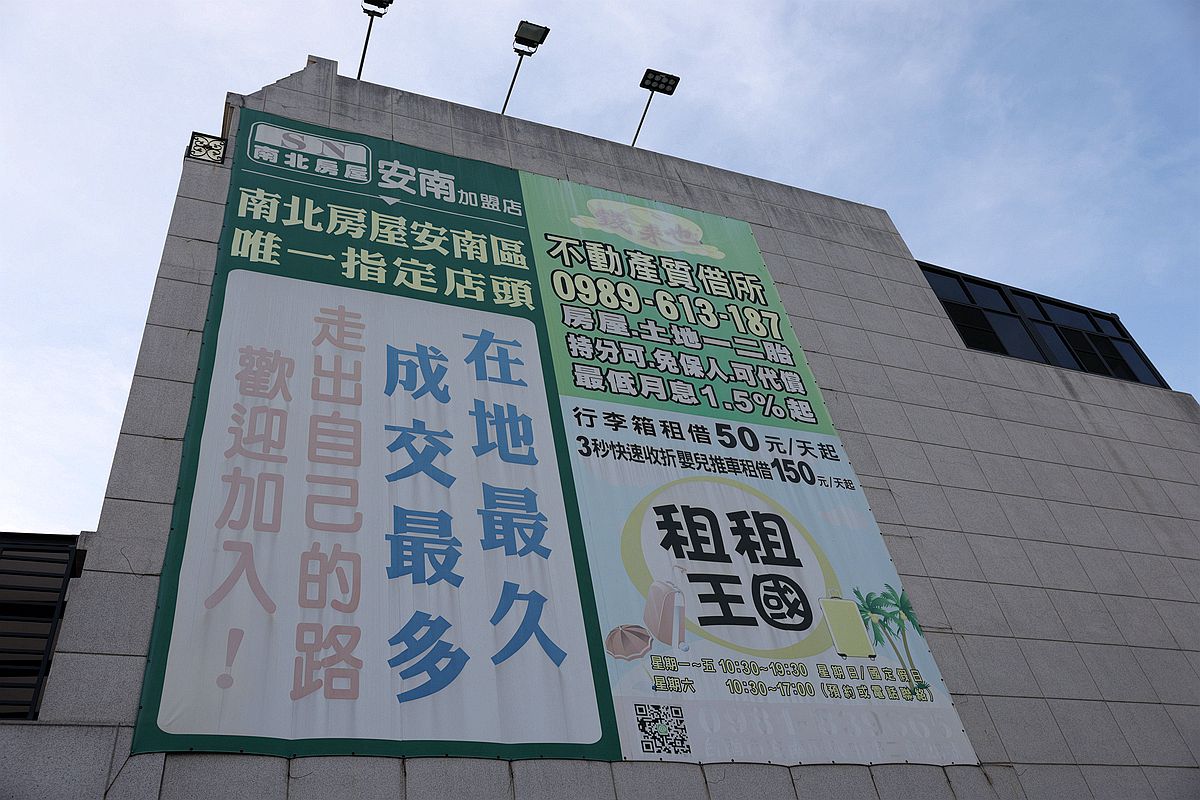 SN
南北房屋
安南加盟店
南北房屋安南區
唯一指定店頭
在地最久
成交最多
走出自己的路
歡迎加入！
錢來也
不動產質借所
0989-613-187
房屋.土地一二胎
持分可.免保人.可代償
最低月息1.5%起
行李箱租借50元/天起
3秒快速收折嬰兒推車租借150元/天起
租租
王國
星期一~五 10:30~19:30 星期日/國定假日
星期六 10:30~17:00 (預約或電話聯繫)